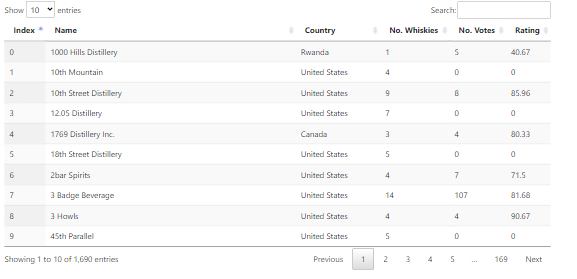 Show 10 entries Search:
Index Name Country No. Whiskies No. Votes Rating
0 1000 Hills Distillery Rwanda 1 5 40.67
1 10th Mountain United States 4 0 0
2 10th Street Distillery United States 9 8 85.96
3 12.05 Distillery United States 7 0 0
4 1769 Distillery Inc. Canada 3 4 80.33
5 18th Street Distillery United States 5 0 0
6 2bar Spirits United States 4 7 71.5
7 3 Badge Beverage United States 14 107 81.68
8 3 Howls United States 4 4 90.67
9 45th Parallel United States 5 0 0
Showing 1 to 10 of 1,690 entries Previous 1 2 3 4 5 ... 169 Next